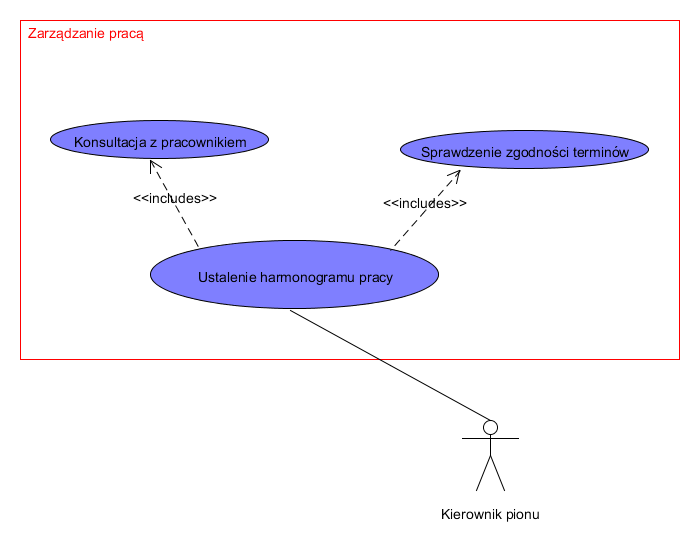 Zarządzanie pracą
Konsultacja z pracownikiem
Sprawdzenie zgodności terminów
<<includes>>
<<includes>>
Ustalenie harmonogramu pracy
Kierownik pionu